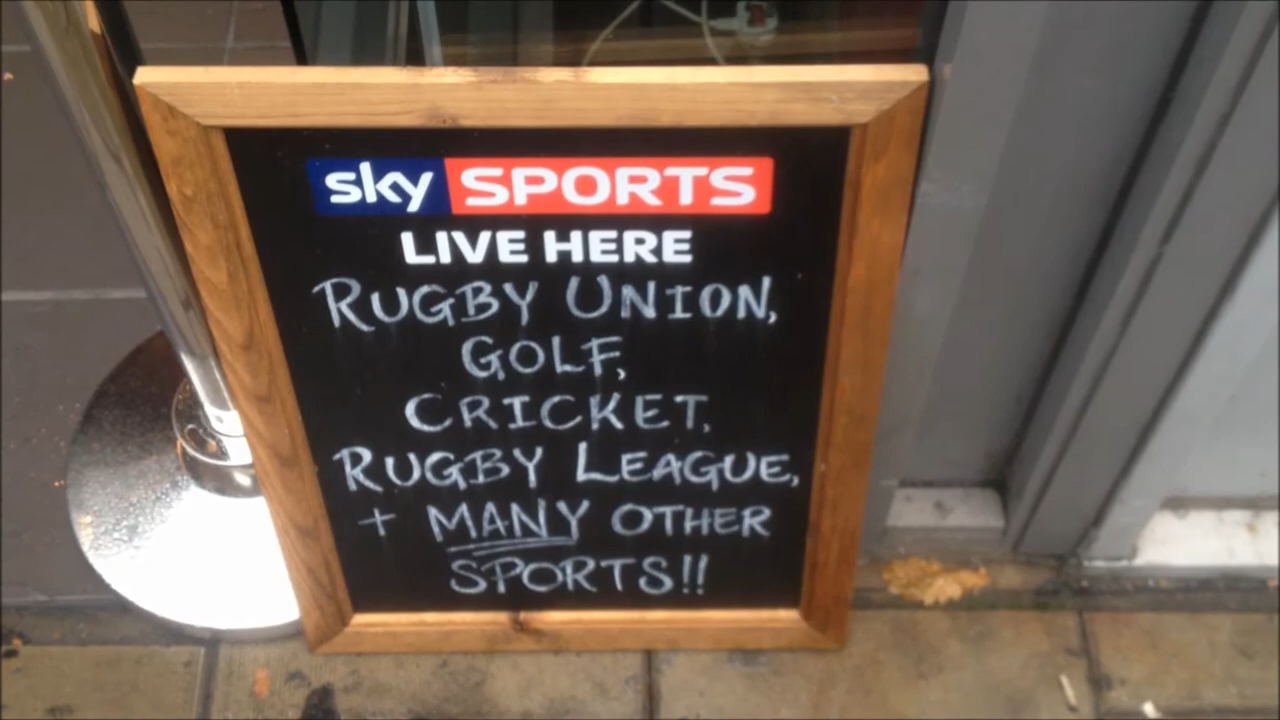 sky SPORTS
LIVE HERE
RUGBY UNION,
GOLF,
CRICKET,
RUGBY LEAGUE,
+ MANY OTHER
SPORTS!!